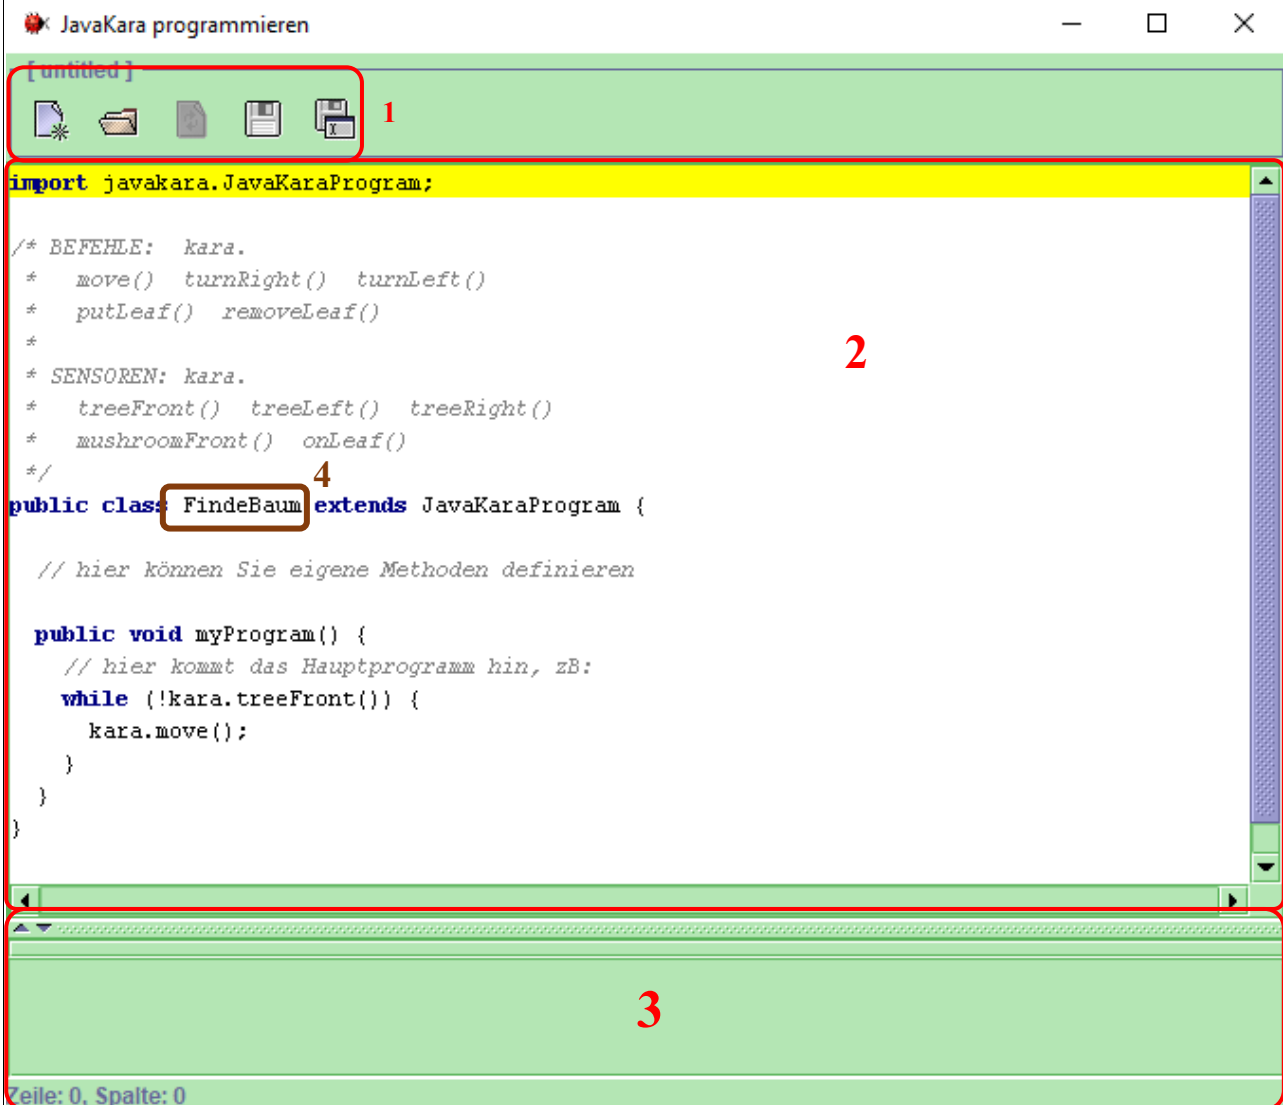 JavaKara programmieren
[ untitled ]
1
import javakara.JavaKaraProgram;
/* BEFEHLE:  kara.
 *   move()  turnRight()  turnLeft()
 *   putLeaf()  removeLeaf()
 *
 * SENSOREN: kara.
 *   treeFront()  treeLeft()  treeRight()
 *   mushroomFront()  onLeaf()
 */
2
4
public class FindeBaum extends JavaKaraProgram {
  // hier können Sie eigene Methoden definieren
  public void myProgram() {
    // hier kommt das Hauptprogramm hin, zB:
    while (!kara.treeFront()) {
      kara.move();
    }
  }
}
3
Zeile: 0, Spalte: 0